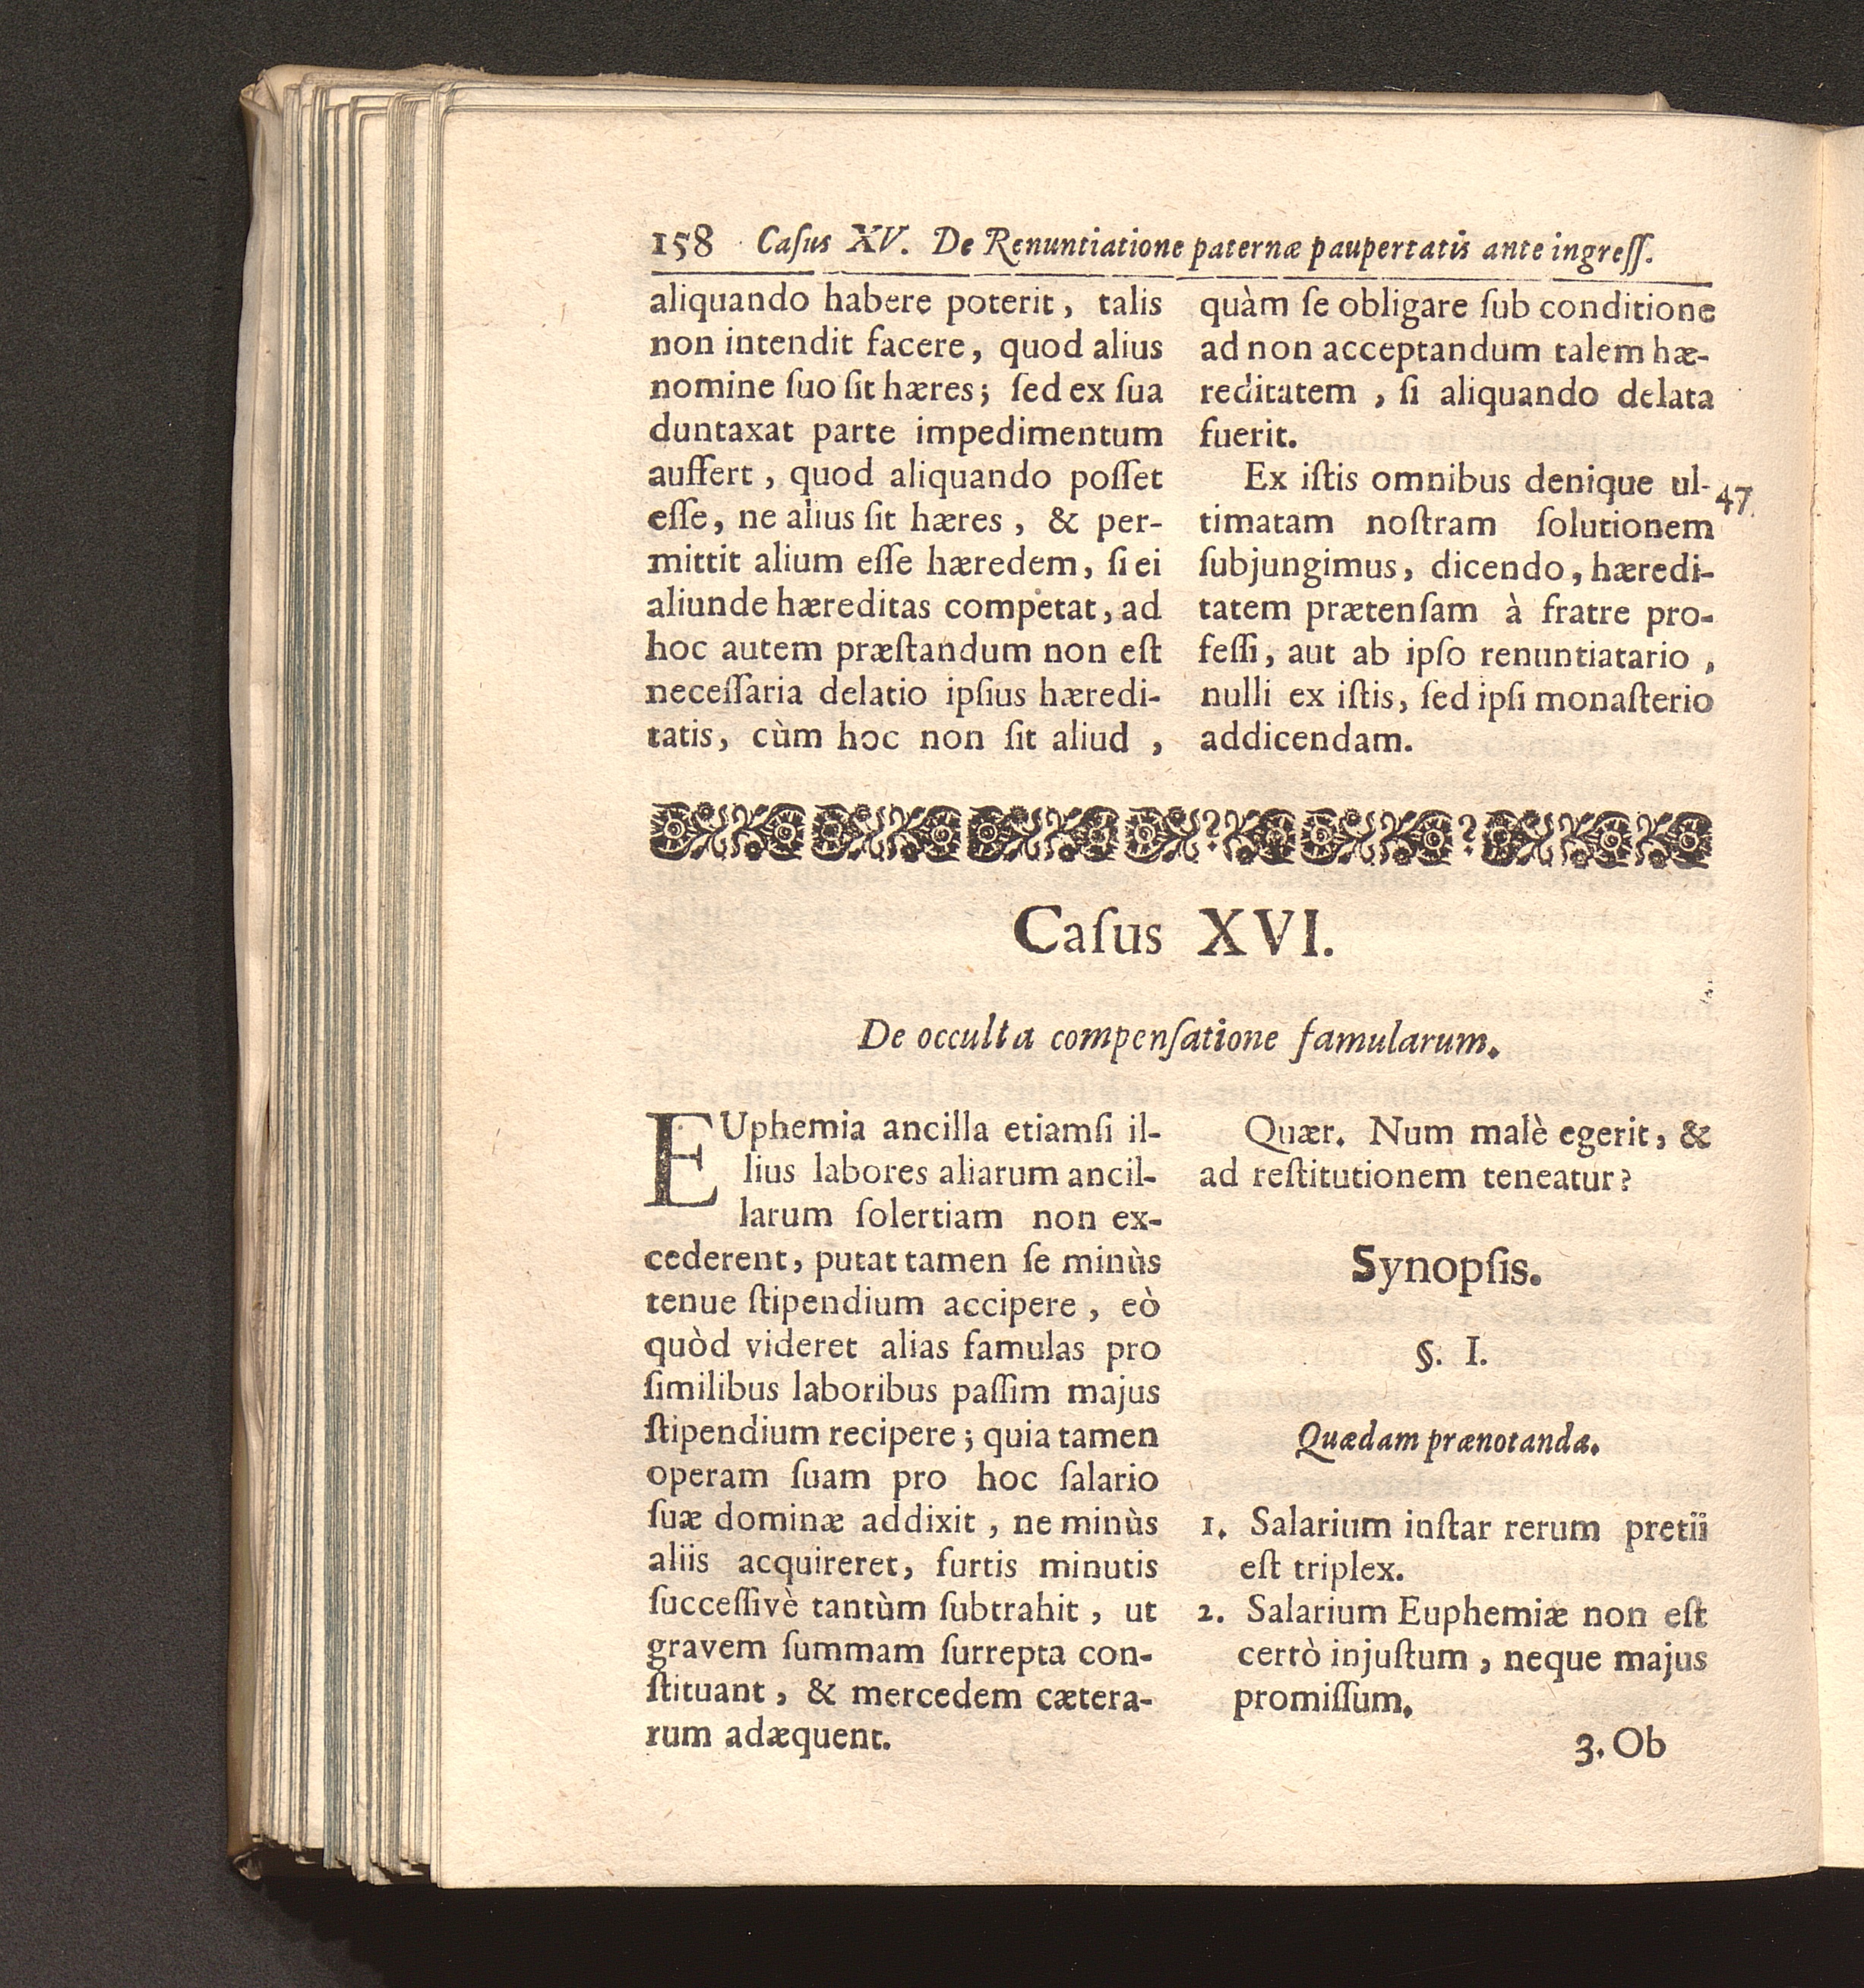 158 Caſus XV. De Renuntiatione paternæ paupertatis ante ingreſſ.
aliquando habere poterit, talis
non intendit facere, quod alius
nomine ſuo ſit hæres; ſed ex ſua
duntaxat parte impedimentum
auffert, quod aliquando poſſet
eſſe, ne alius ſit hæres, & per-
mittit alium eſſe hæredem, ſi ei
aliunde hæreditas competat, ad
hoc autem præſtandum non eſt
neceſſaria delatio ipſius hæredi-
tatis, cùm hoc non ſit aliud,
quàm ſe obligare ſub conditione
ad non acceptandum talem hæ-
reditatem, ſi aliquando delata
fuerit.
Ex iſtis omnibus denique ul-
47.
timatam noſtram ſolutionem
ſubjungimus, dicendo, hæredi-
tatem prætenſam à fratre pro-
feſſi, aut ab ipſo renuntiatario,
nulli ex iſtis, ſed ipſi monaſterio
addicendam.
Caſus XVI.
De occulta compenſatione famularum.
EUphemia ancilla etiamſi il-
lius labores aliarum ancil-
larum ſolertiam non ex-
cederent, putat tamen ſe minùs
tenue ſtipendium accipere, eò
quòd videret alias famulas pro
ſimilibus laboribus paſſim majus
ſtipendium recipere; quia tamen
operam ſuam pro hoc ſalario
ſuæ dominæ addixit, ne minùs
aliis acquireret, furtis minutis
ſucceſſivè tantùm ſubtrahit, ut
gravem ſummam ſurrepta con-
ſtituant, & mercedem cætera-
rum adæquent.
Quær. Num malè egerit, &
ad reſtitutionem teneatur?
Synopſis.
§. I.
Quædam prænotanda.
1. Salarium inſtar rerum pretii
eſt triplex.
2. Salarium Euphemiæ non eſt
certò injuſtum, neque majus
promiſſum.
3. Ob